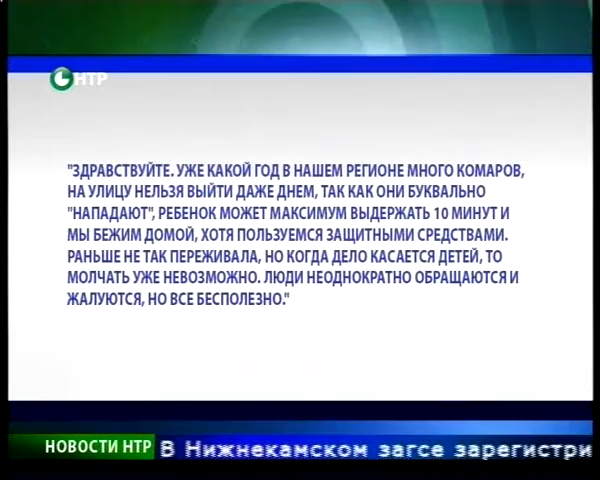 НТР
"ЗДРАВСТВУЙТЕ. УЖЕ КАКОЙ ГОД В НАШЕМ РЕГИОНЕ МНОГО КОМАРОВ,
НА УЛИЦУ НЕЛЬЗЯ ВЫЙТИ ДАЖЕ ДНЕМ, ТАК КАК ОНИ БУКВАЛЬНО
"НАПАДАЮТ", РЕБЕНОК МОЖЕТ МАКСИМУМ ВЫДЕРЖАТЬ 10 МИНУТ И
МЫ БЕЖИМ ДОМОЙ, ХОТЯ ПОЛЬЗУЕМСЯ ЗАЩИТНЫМИ СРЕДСТВАМИ.
РАНЬШЕ НЕ ТАК ПЕРЕЖИВАЛА, НО КОГДА ДЕЛО КАСАЕТСЯ ДЕТЕЙ, ТО
МОЛЧАТЬ УЖЕ НЕВОЗМОЖНО. ЛЮДИ НЕОДНОКРАТНО ОБРАЩАЮТСЯ И
ЖАЛУЮТСЯ, НО ВСЕ БЕСПОЛЕЗНО."
НОВОСТИ НТР В Нижнекамском загсе зарегистри